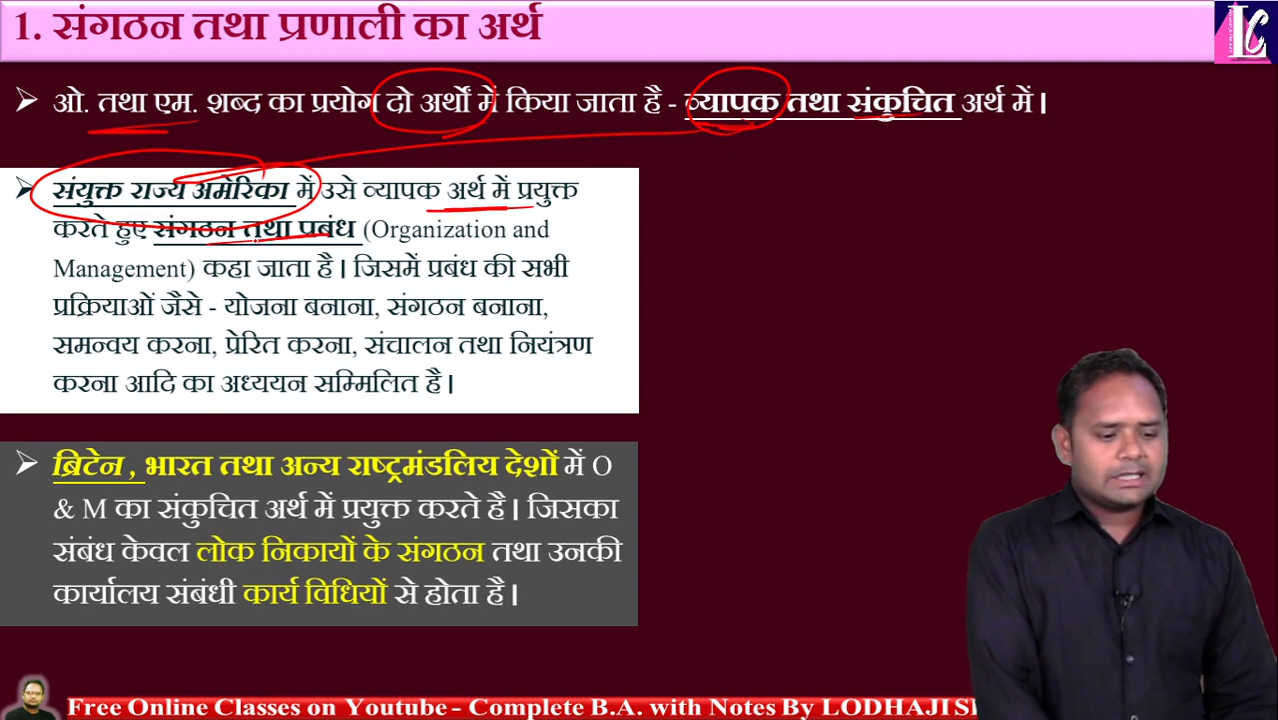 1. संगठन तथा प्रणाली का अर्थ
LC
➢ ओ. तथा एम. शब्द का प्रयोग दो अर्थों में किया जाता है - व्यापक तथा संकुचित अर्थ में |
➢ संयुक्त राज्य अमेरिका में उसे व्यापक अर्थ में प्रयुक्त
करते हुए संगठन तथा प्रबंध (Organization and
Management) कहा जाता है | जिसमें प्रबंध की सभी
प्रक्रियाओं जैसे - योजना बनाना, संगठन बनाना,
समन्वय करना, प्रेरित करना, संचालन तथा नियंत्रण
करना आदि का अध्ययन सम्मिलित है |
➢ ब्रिटेन , भारत तथा अन्य राष्ट्रमंडलिय देशों में O
& M का संकुचित अर्थ में प्रयुक्त करते है | जिसका
संबंध केवल लोक निकायों के संगठन तथा उनकी
कार्यालय संबंधी कार्य विधियों से होता है |
Free Online Classes on Youtube - Complete B.A. with Notes By LODHAJI